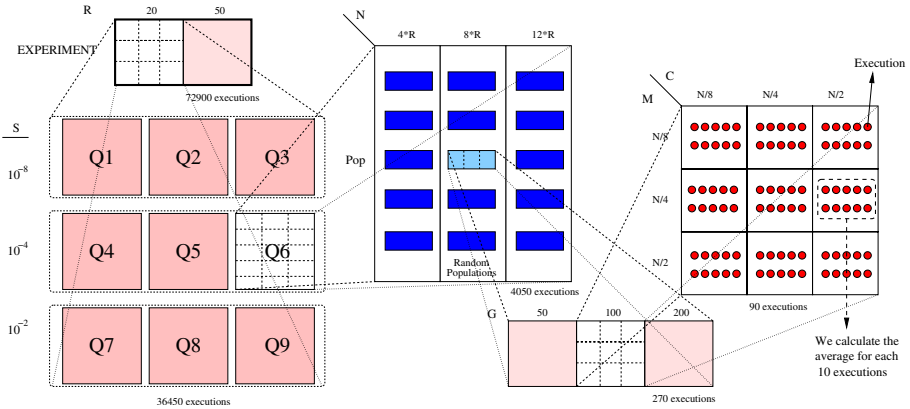 R 20 50
EXPERIMENT
72900 executions
S
10-8
10-4
10-2
Q1 Q2 Q3
Q4 Q5 Q6
Q7 Q8 Q9
36450 executions
N
4*R 8*R 12*R
Pop
Random
Populations
4050 executions
G
50 100 200
270 executions
C
M
N/8 N/4 N/2
N/8
N/4
N/2
90 executions
Execution
We calculate the
average for each
10 executions